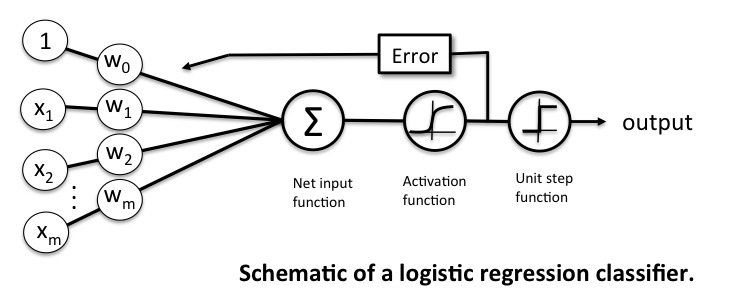 1
w0
Error
x1
w1
Σ
output
x2
w2
Net input
function
Activation
function
Unit step
function
⋮
wm
xm
Schematic of a logistic regression classifier.